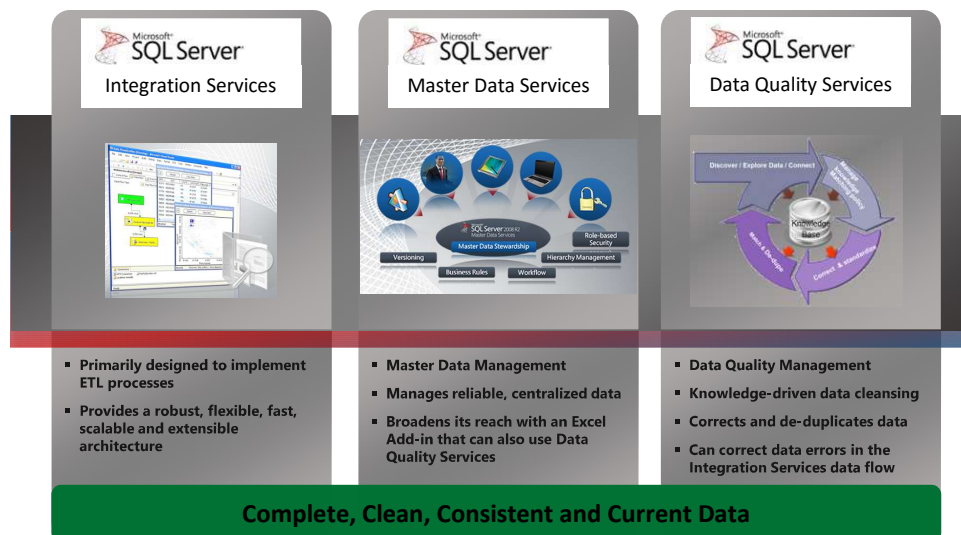 Microsoft®
SQL Server®
Integration Services
Microsoft®
SQL Server®
Master Data Services
Microsoft®
SQL Server®
Data Quality Services
SQL Server 2008 R2
Master Data Services
Master Data Stewardship
Versioning
Business Rules
Workflow
Hierarchy Management
Role-based
Security
Discover / Explore Data / Connect
Manage
Knowledge
Matching policy
Correct & standardize
Match & De-dupe
Knowledge
Base
▪ Primarily designed to implement
ETL processes
▪ Provides a robust, flexible, fast,
scalable and extensible
architecture
▪ Master Data Management
▪ Manages reliable, centralized data
▪ Broadens its reach with an Excel
Add-in that can also use Data
Quality Services
▪ Data Quality Management
▪ Knowledge-driven data cleansing
▪ Corrects and de-duplicates data
▪ Can correct data errors in the
Integration Services data flow
Complete, Clean, Consistent and Current Data